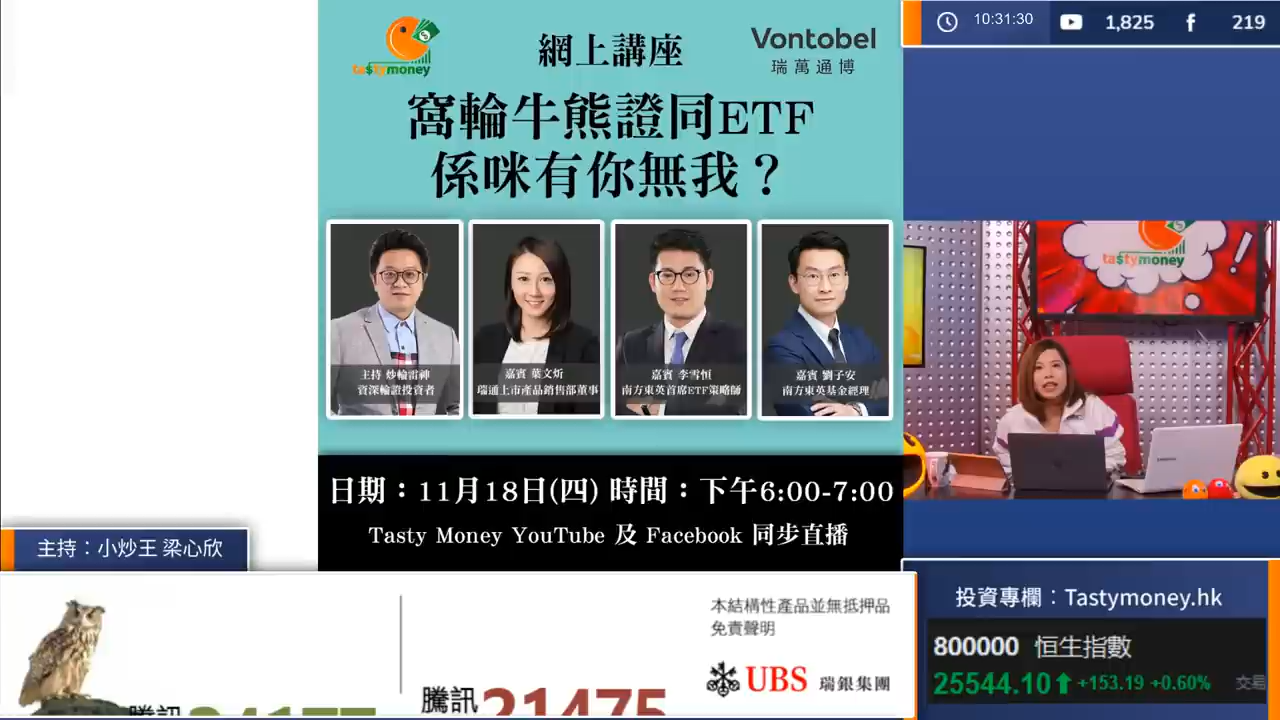 tastymoney
網上講座
Vontobel
瑞萬通博
窩輪牛熊證同ETF
係咪有你無我？
主持 炒輪雷神
資深輪證投資者
嘉賓 葉文炘
瑞通上市產品銷售部董事
嘉賓 李雪恒
南方東英首席ETF策略師
嘉賓 劉子安
南方東英基金經理
日期：11月18日(四) 時間：下午6:00-7:00
Tasty Money YouTube 及 Facebook 同步直播
10:31:30
1,825
219
tastymoney
主持：小炒王 梁心欣
本結構性產品並無抵押品
免責聲明
UBS 瑞銀集團
騰訊 21475
騰訊 24177
投資專欄：Tastymoney.hk
800000 恒生指數
25544.10 +153.19 +0.60% 交易